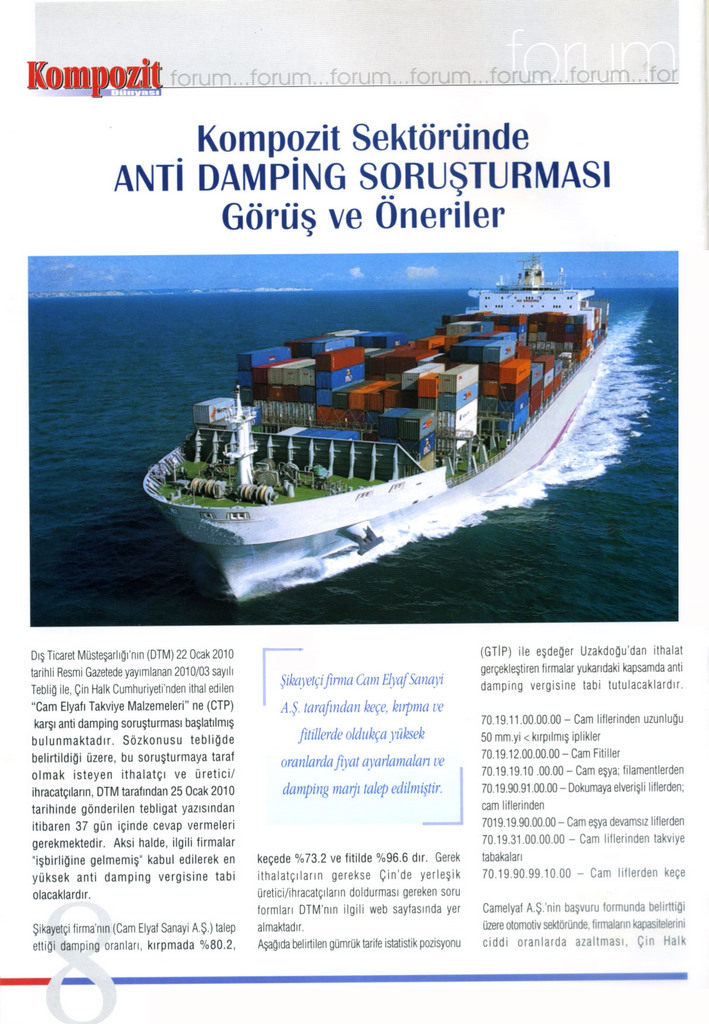 forum
Kompozit forum...forum...forum...forum...forum...forum...for
Dünyası
Kompozit Sektöründe
ANTİ DAMPİNG SORUŞTURMASI
Görüş ve Öneriler
Dış Ticaret Müsteşarlığı'nın (DTM) 22 Ocak 2010
tarihli Resmi Gazetede yayımlanan 2010/03 sayılı
Tebliğ ile, Çin Halk Cumhuriyeti'nden ithal edilen
"Cam Elyafı Takviye Malzemeleri" ne (CTP)
karşı anti damping soruşturması başlatılmış
bulunmaktadır. Sözkonusu tebliğde
belirtildiği üzere, bu soruşturmaya taraf
olmak isteyen ithalatçı ve üretici/
ihracatçıların, DTM tarafından 25 Ocak 2010
tarihinde gönderilen tebligat yazısından
itibaren 37 gün içinde cevap vermeleri
gerekmektedir. Aksi halde, ilgili firmalar
"işbirliğine gelmemiş" kabul edilerek en
yüksek anti damping vergisine tabi
olacaklardır.
Şikayetçi firma'nın (Cam Elyaf Sanayi A.Ş.) talep
ettiği damping oranları, kırpmada %80.2,
Şikayetçi firma Cam Elyaf Sanayi
A.Ş. tarafından keçe, kırpma ve
fitillerde oldukça yüksek
oranlarda fiyat ayarlamaları ve
damping marjı talep edilmiştir.
keçede %73.2 ve fitilde %96.6 dır. Gerek
ithalatçıların gerekse Çin'de yerleşik
üretici/ihracatçıların doldurması gereken soru
formları DTM'nın ilgili web sayfasında yer
almaktadır.
Aşağıda belirtilen gümrük tarife istatistik pozisyonu
(GTİP) ile eşdeğer Uzakdoğu'dan ithalat
gerçekleştiren firmalar yukarıdaki kapsamda anti
damping vergisine tabi tutulacaklardır.
70.19.11.00.00.00 – Cam liflerinden uzunluğu
50 mm.yi < kırpılmış iplikler
70.19.12.00.00.00 – Cam Fitiller
70.19.19.10 .00.00 – Cam eşya; filamentlerden
70.19.90.91.00.00 – Dokumaya elverişli liflerden;
cam liflerinden
7019.19.90.00.00 – Cam eşya devamsız liflerden
70.19.31.00.00.00 – Cam liflerinden takviye
tabakaları
70.19.90.99.10.00 – Cam liflerden keçe
Camelyaf A.Ş.'nin başvuru formunda belirttiği
üzere otomotiv sektöründe, firmaların kapasitelerini
ciddi oranlarda azaltması, Çin Halk
8